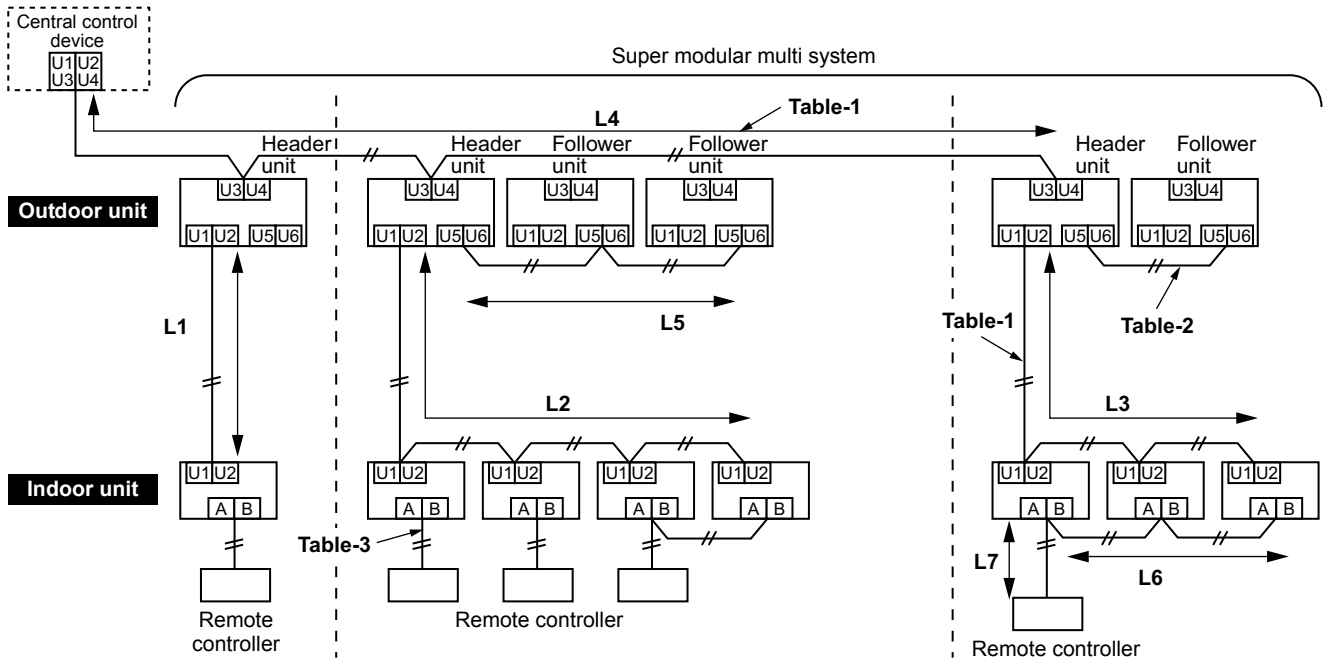 Central control
device
U1 U2
U3 U4
Super modular multi system
L4
Table-1
Header
unit
Header
unit
Follower
unit
Follower
unit
Header
unit
Follower
unit
U3 U4
U3 U4
U3 U4
U3 U4
U3 U4
U3 U4
Outdoor unit
U1 U2 U5 U6
U1 U2 U5 U6
U1 U2 U5 U6
U1 U2 U5 U6
U1 U2 U5 U6
U1 U2 U5 U6
L1
L5
Table-1
Table-2
L2
L3
Indoor unit
U1 U2
U1 U2
U1 U2
U1 U2
U1 U2
U1 U2
U1 U2
U1 U2
A B
A B
A B
A B
A B
A B
A B
A B
Table-3
L7
L6
Remote
controller
Remote controller
Remote controller